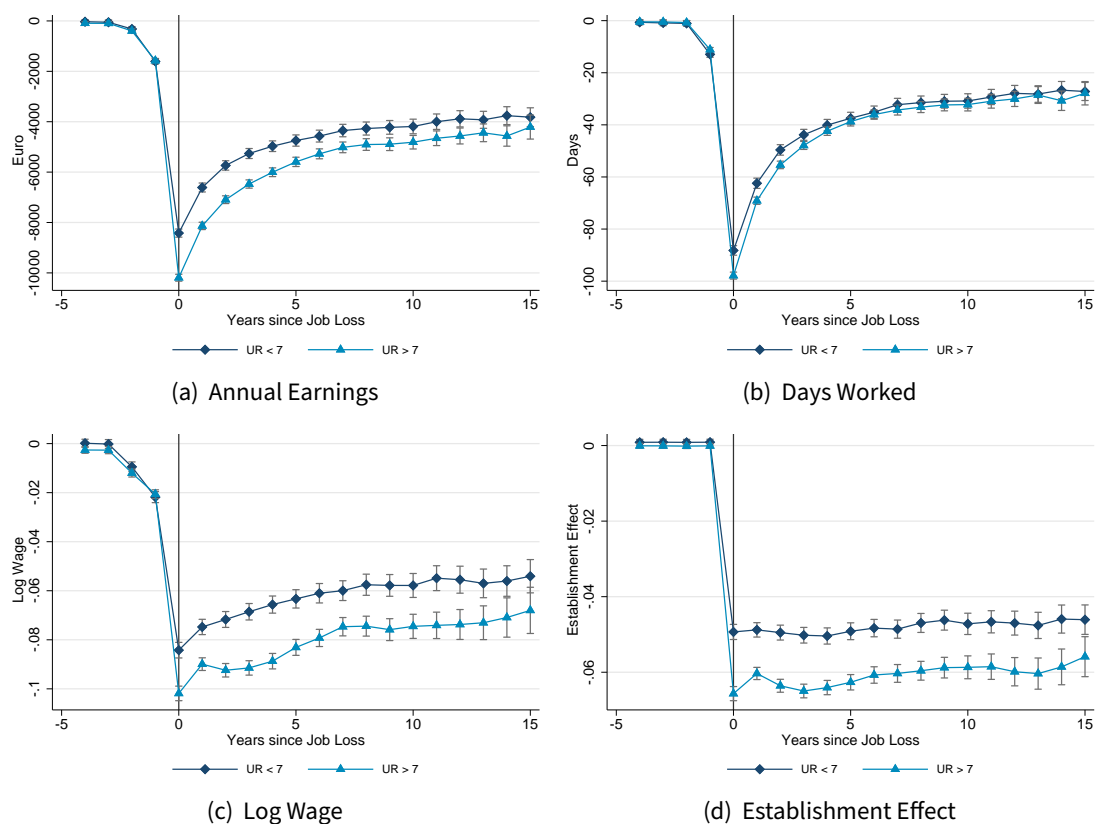 0
-2000
-4000
-6000
-8000
-10000
Euro
-5 0 5 10 15
Years since Job Loss
UR < 7 UR > 7
(a) Annual Earnings
0
-20
-40
-60
-80
-100
Days
-5 0 5 10 15
Years since Job Loss
UR < 7 UR > 7
(b) Days Worked
0
-.02
-.04
-.06
-.08
-.1
Log Wage
-5 0 5 10 15
Years since Job Loss
UR < 7 UR > 7
(c) Log Wage
0
-.02
-.04
-.06
Establishment Effect
-5 0 5 10 15
Years since Job Loss
UR < 7 UR > 7
(d) Establishment Effect